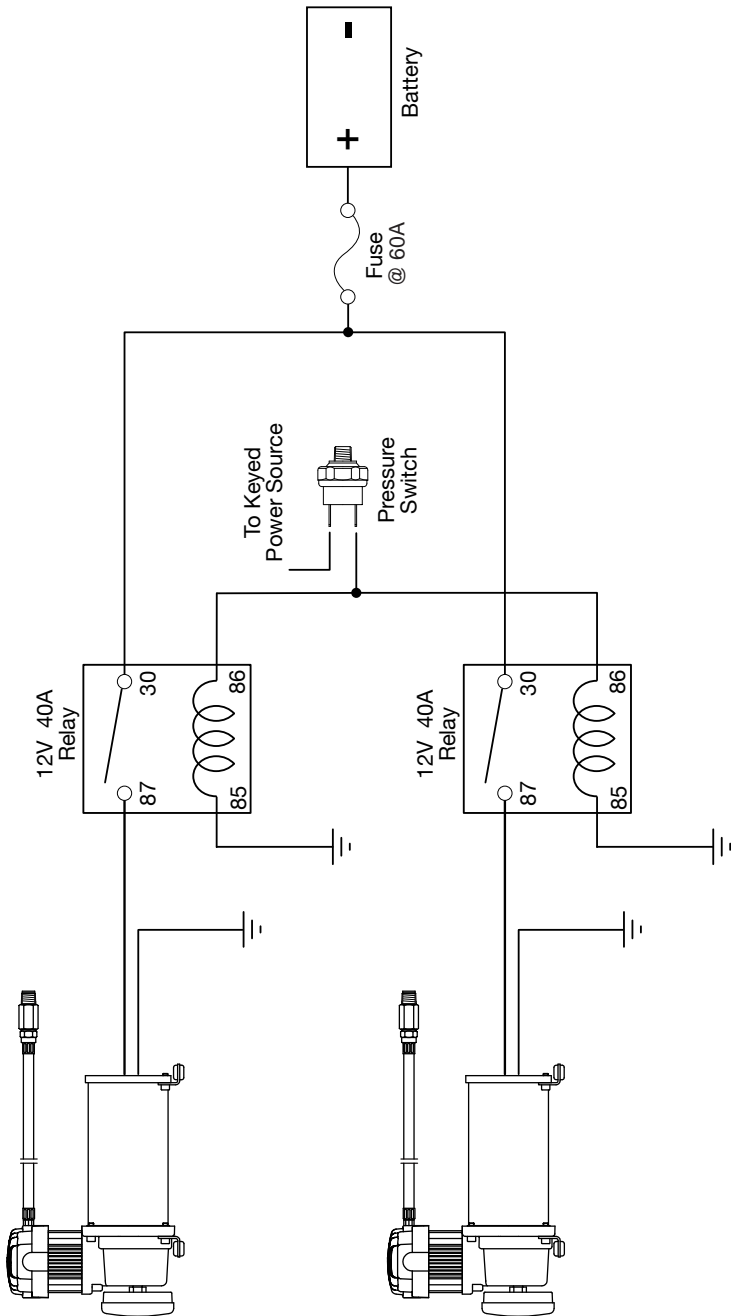 −
+
Battery
Fuse
@ 60A
To Keyed
Power Source
Pressure
Switch
12V 40A
Relay
30
87
86
85
12V 40A
Relay
30
87
86
85